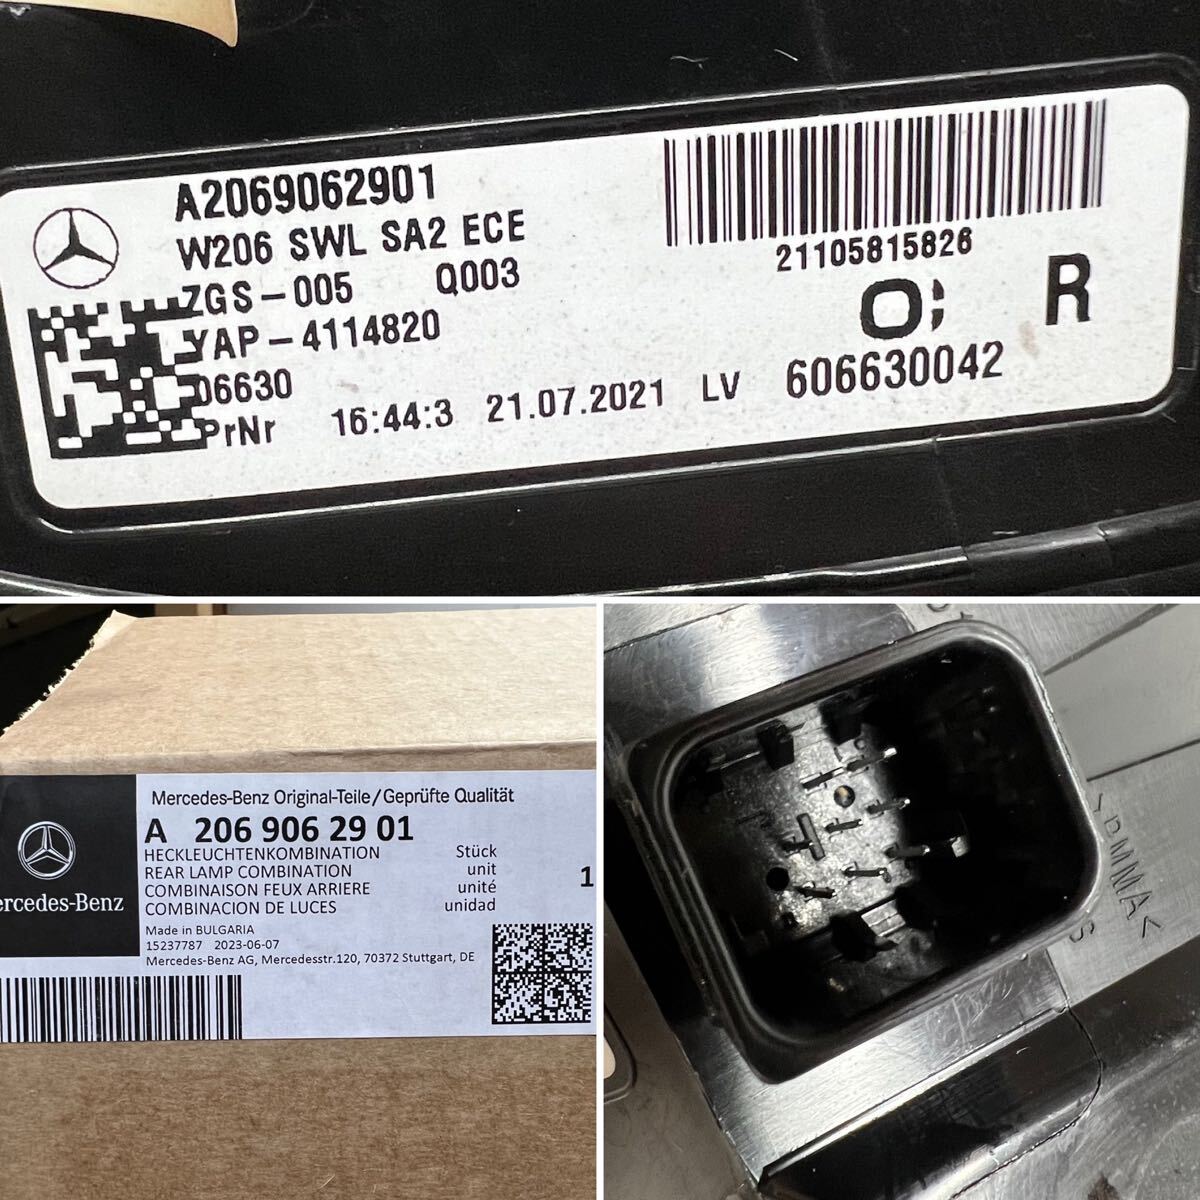 A2069062901
W206 SWL SA2 ECE
ZGS-005 Q003
YAP-4114820
06630
PrNr 16:44:3 21.07.2021 LV 606630042
21105815826
R
Mercedes-Benz Original-Teile/Geprüfte Qualität
A 206 906 29 01
HECKLEUCHTENKOMBINATION Stück
REAR LAMP COMBINATION unit
COMBINAISON FEUX ARRIERE unité
COMBINACION DE LUCES unidad
1
Made in BULGARIA
15237787 2023-06-07
Mercedes-Benz AG, Mercedesstr.120, 70372 Stuttgart, DE
ercedes-Benz
>PMMA<